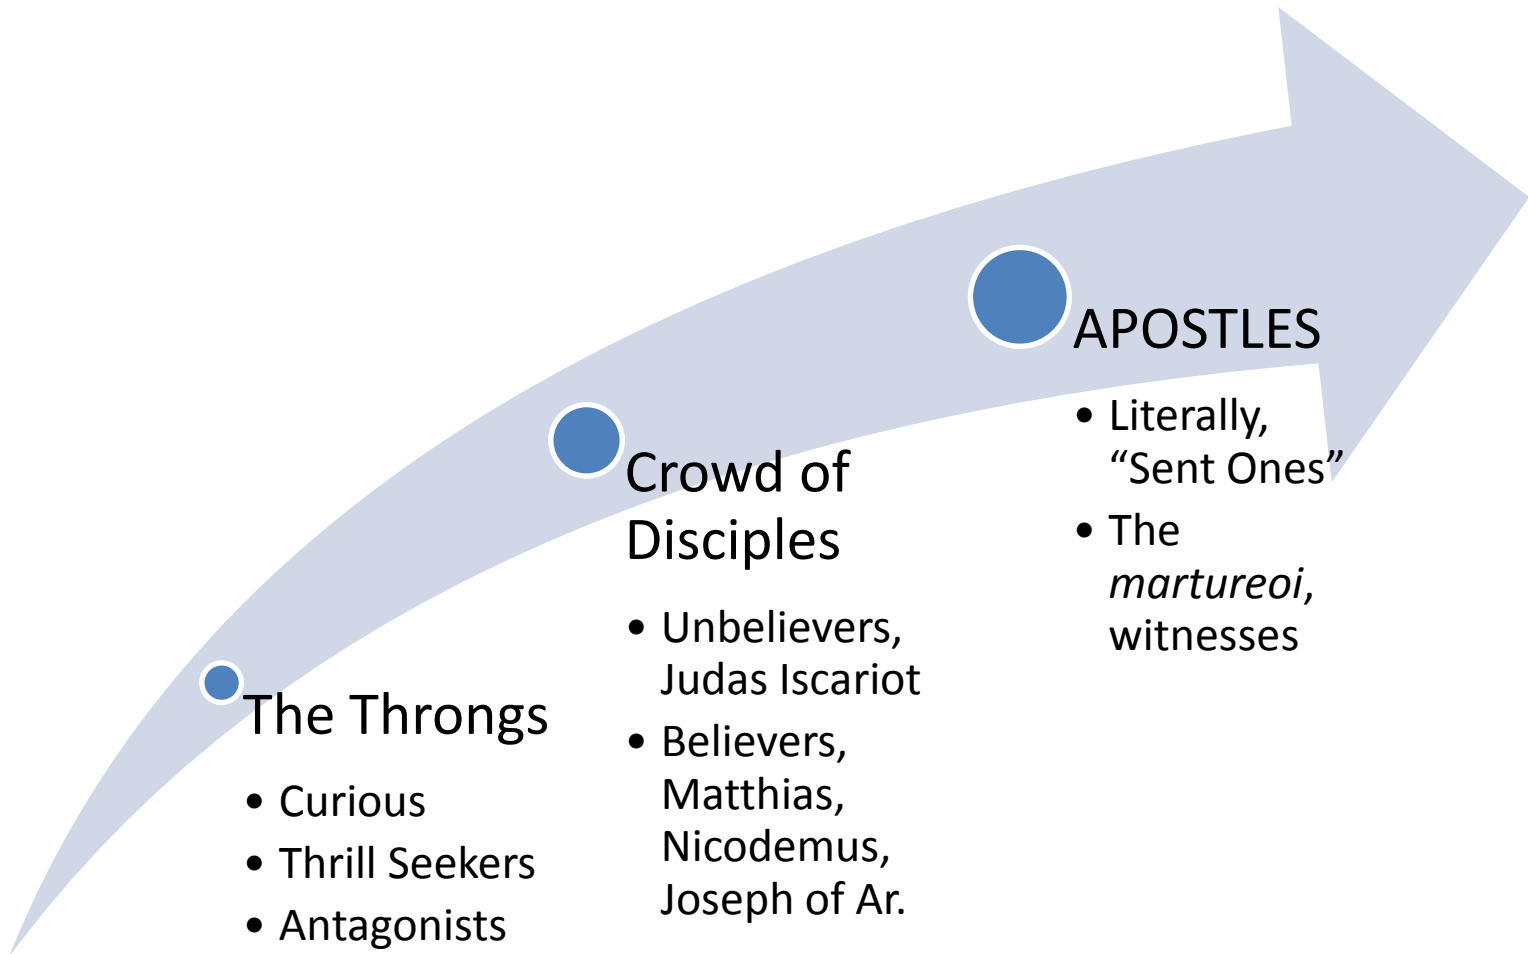 The Throngs
• Curious
• Thrill Seekers
• Antagonists
Crowd of
Disciples
• Unbelievers,
Judas Iscariot
• Believers,
Matthias,
Nicodemus,
Joseph of Ar.
APOSTLES
• Literally,
“Sent Ones”
• The
martureoi,
witnesses